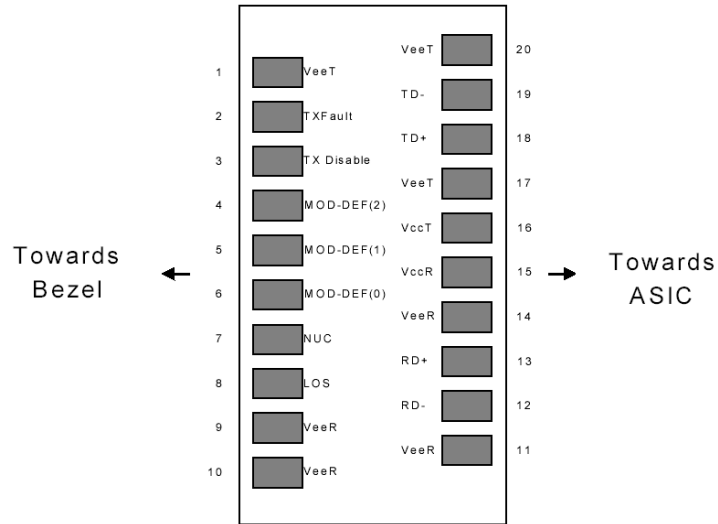 VeeT 20
1 VeeT
TD- 19
2 TXFault
TD+ 18
3 TX Disable
VeeT 17
4 MOD-DEF(2)
VccT 16
5 MOD-DEF(1)
Towards
Bezel
VccR 15
Towards
ASIC
6 MOD-DEF(0)
VeeR 14
7 NUC
RD+ 13
8 LOS
RD- 12
9 VeeR
VeeR 11
10 VeeR